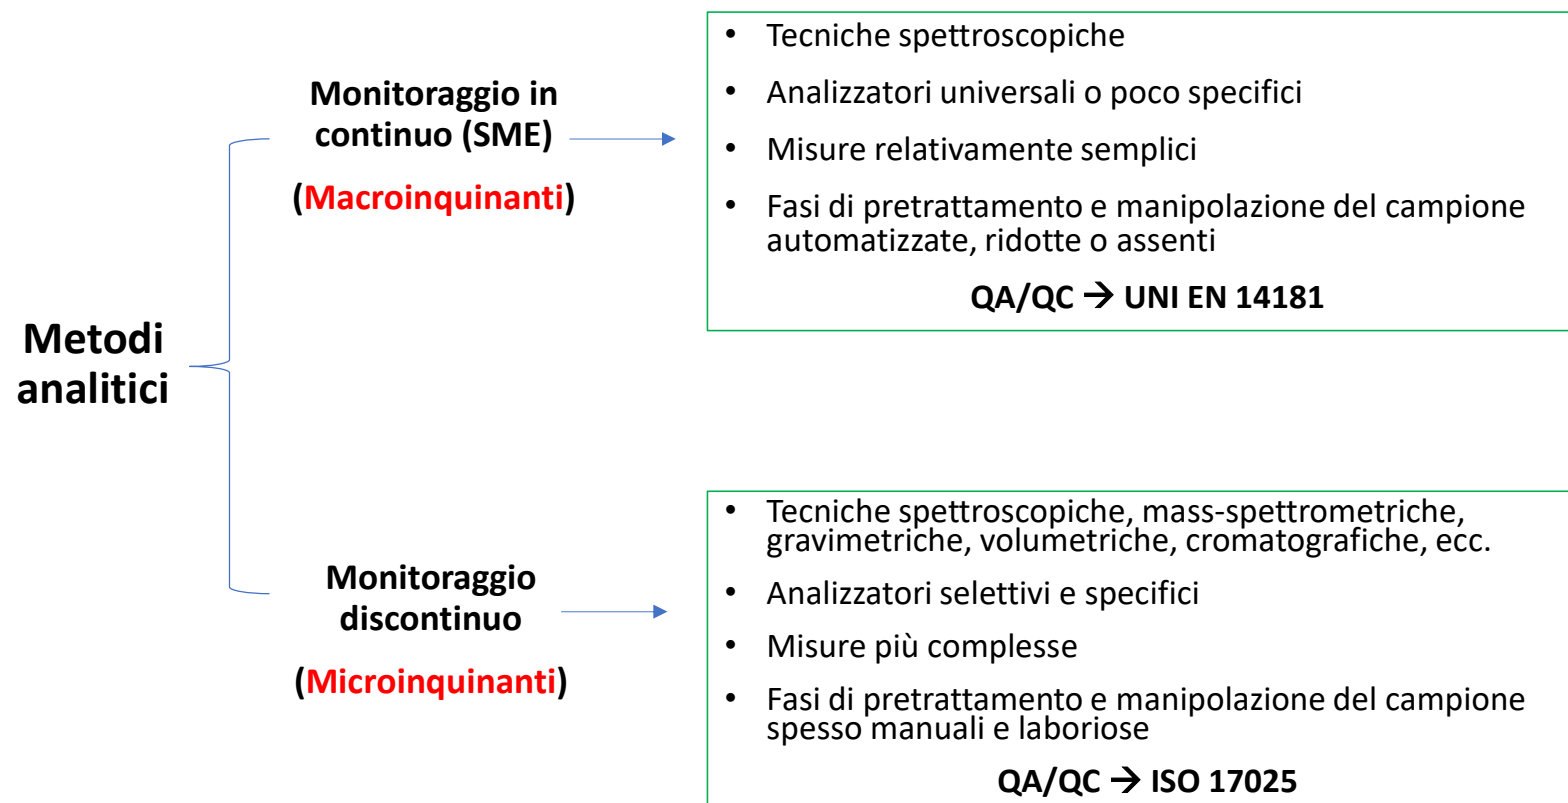 Metodi
analitici
Monitoraggio in
continuo (SME)
(Macroinquinanti)
• Tecniche spettroscopiche
• Analizzatori universali o poco specifici
• Misure relativamente semplici
• Fasi di pretrattamento e manipolazione del campione
automatizzate, ridotte o assenti
QA/QC → UNI EN 14181
Monitoraggio
discontinuo
(Microinquinanti)
• Tecniche spettroscopiche, mass-spettrometriche,
gravimetriche, volumetriche, cromatografiche, ecc.
• Analizzatori selettivi e specifici
• Misure più complesse
• Fasi di pretrattamento e manipolazione del campione
spesso manuali e laboriose
QA/QC → ISO 17025